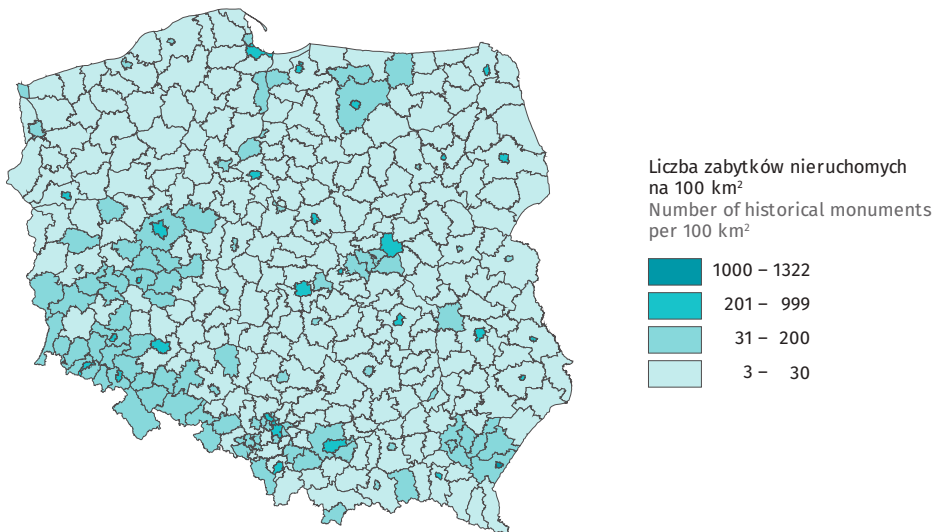 Liczba zabytków nieruchomych
na 100 km²
Number of historical monuments
per 100 km²
1000 – 1322
201 – 999
31 – 200
3 – 30